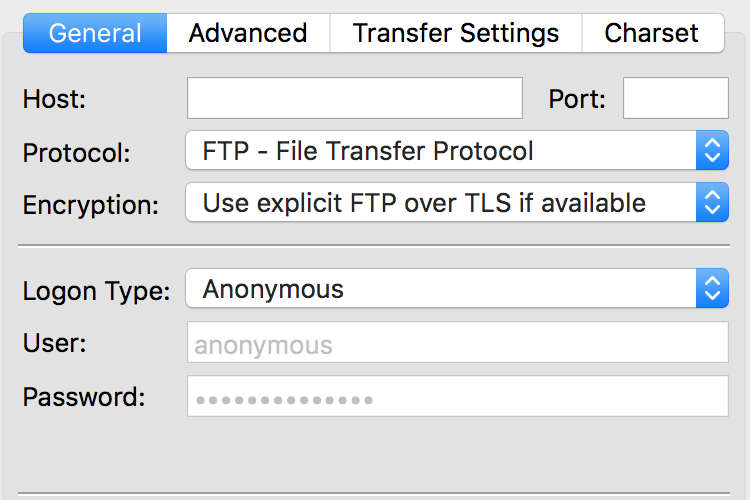 General Advanced Transfer Settings Charset
Host: Port:
Protocol: FTP - File Transfer Protocol
Encryption: Use explicit FTP over TLS if available
Logon Type: Anonymous
User: anonymous
Password: ••••••••••••••